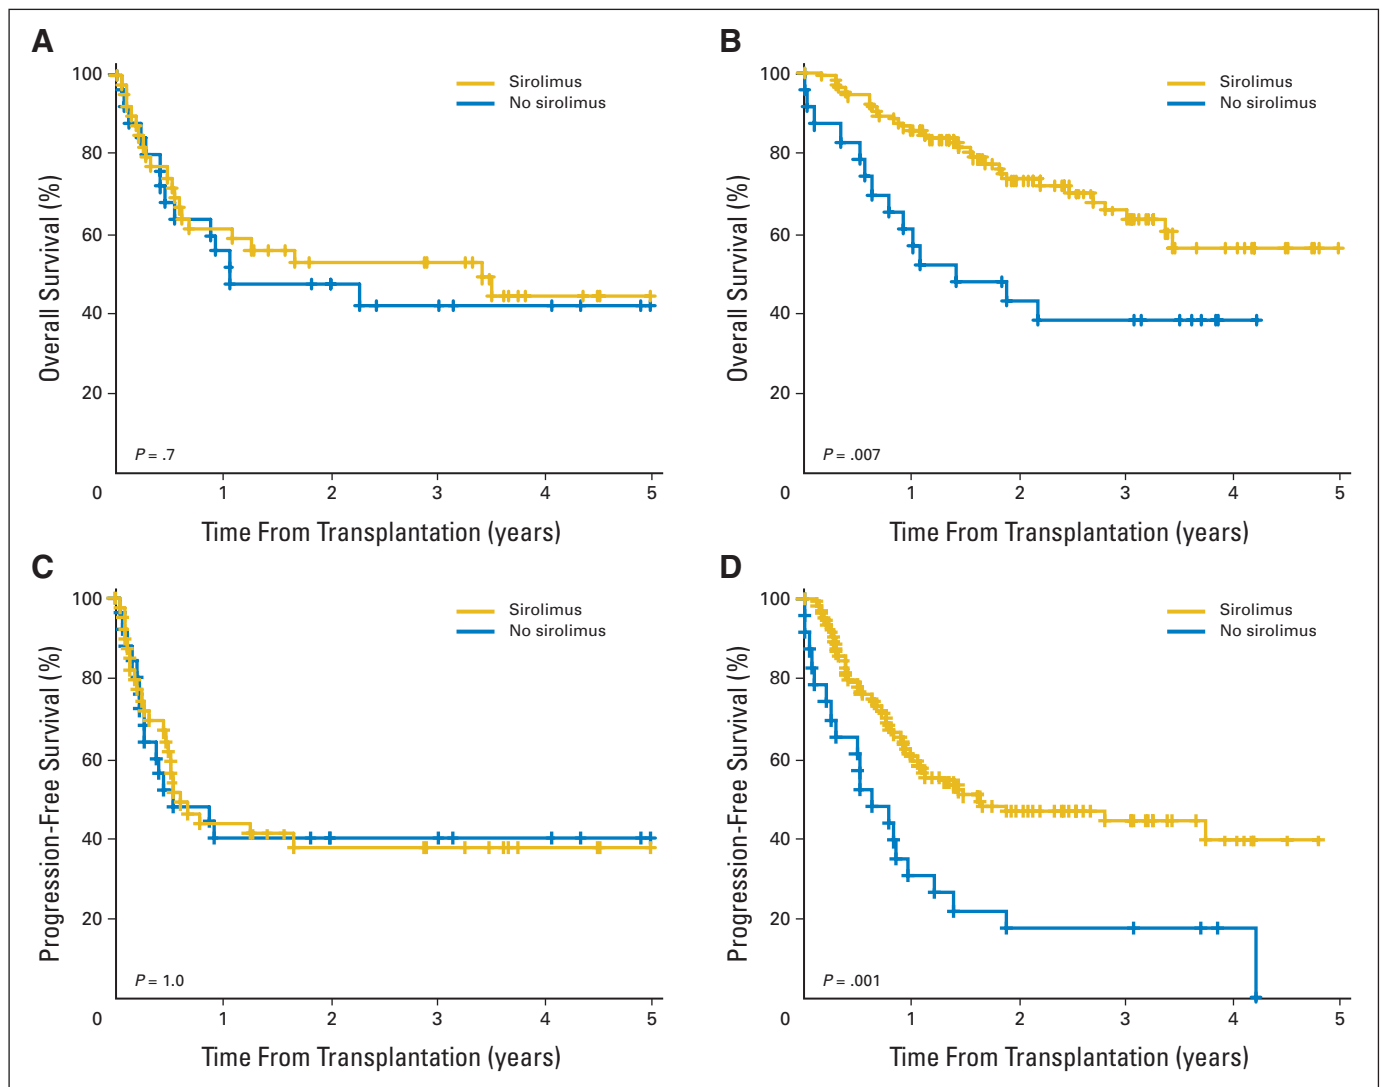 A
100
80
60
40
20
0
1
2
3
4
5
Overall Survival (%)
Time From Transplantation (years)
Sirolimus
No sirolimus
P = .7
B
100
80
60
40
20
0
1
2
3
4
5
Overall Survival (%)
Time From Transplantation (years)
Sirolimus
No sirolimus
P = .007
C
100
80
60
40
20
0
1
2
3
4
5
Progression-Free Survival (%)
Time From Transplantation (years)
Sirolimus
No sirolimus
P = 1.0
D
100
80
60
40
20
0
1
2
3
4
5
Progression-Free Survival (%)
Time From Transplantation (years)
Sirolimus
No sirolimus
P = .001